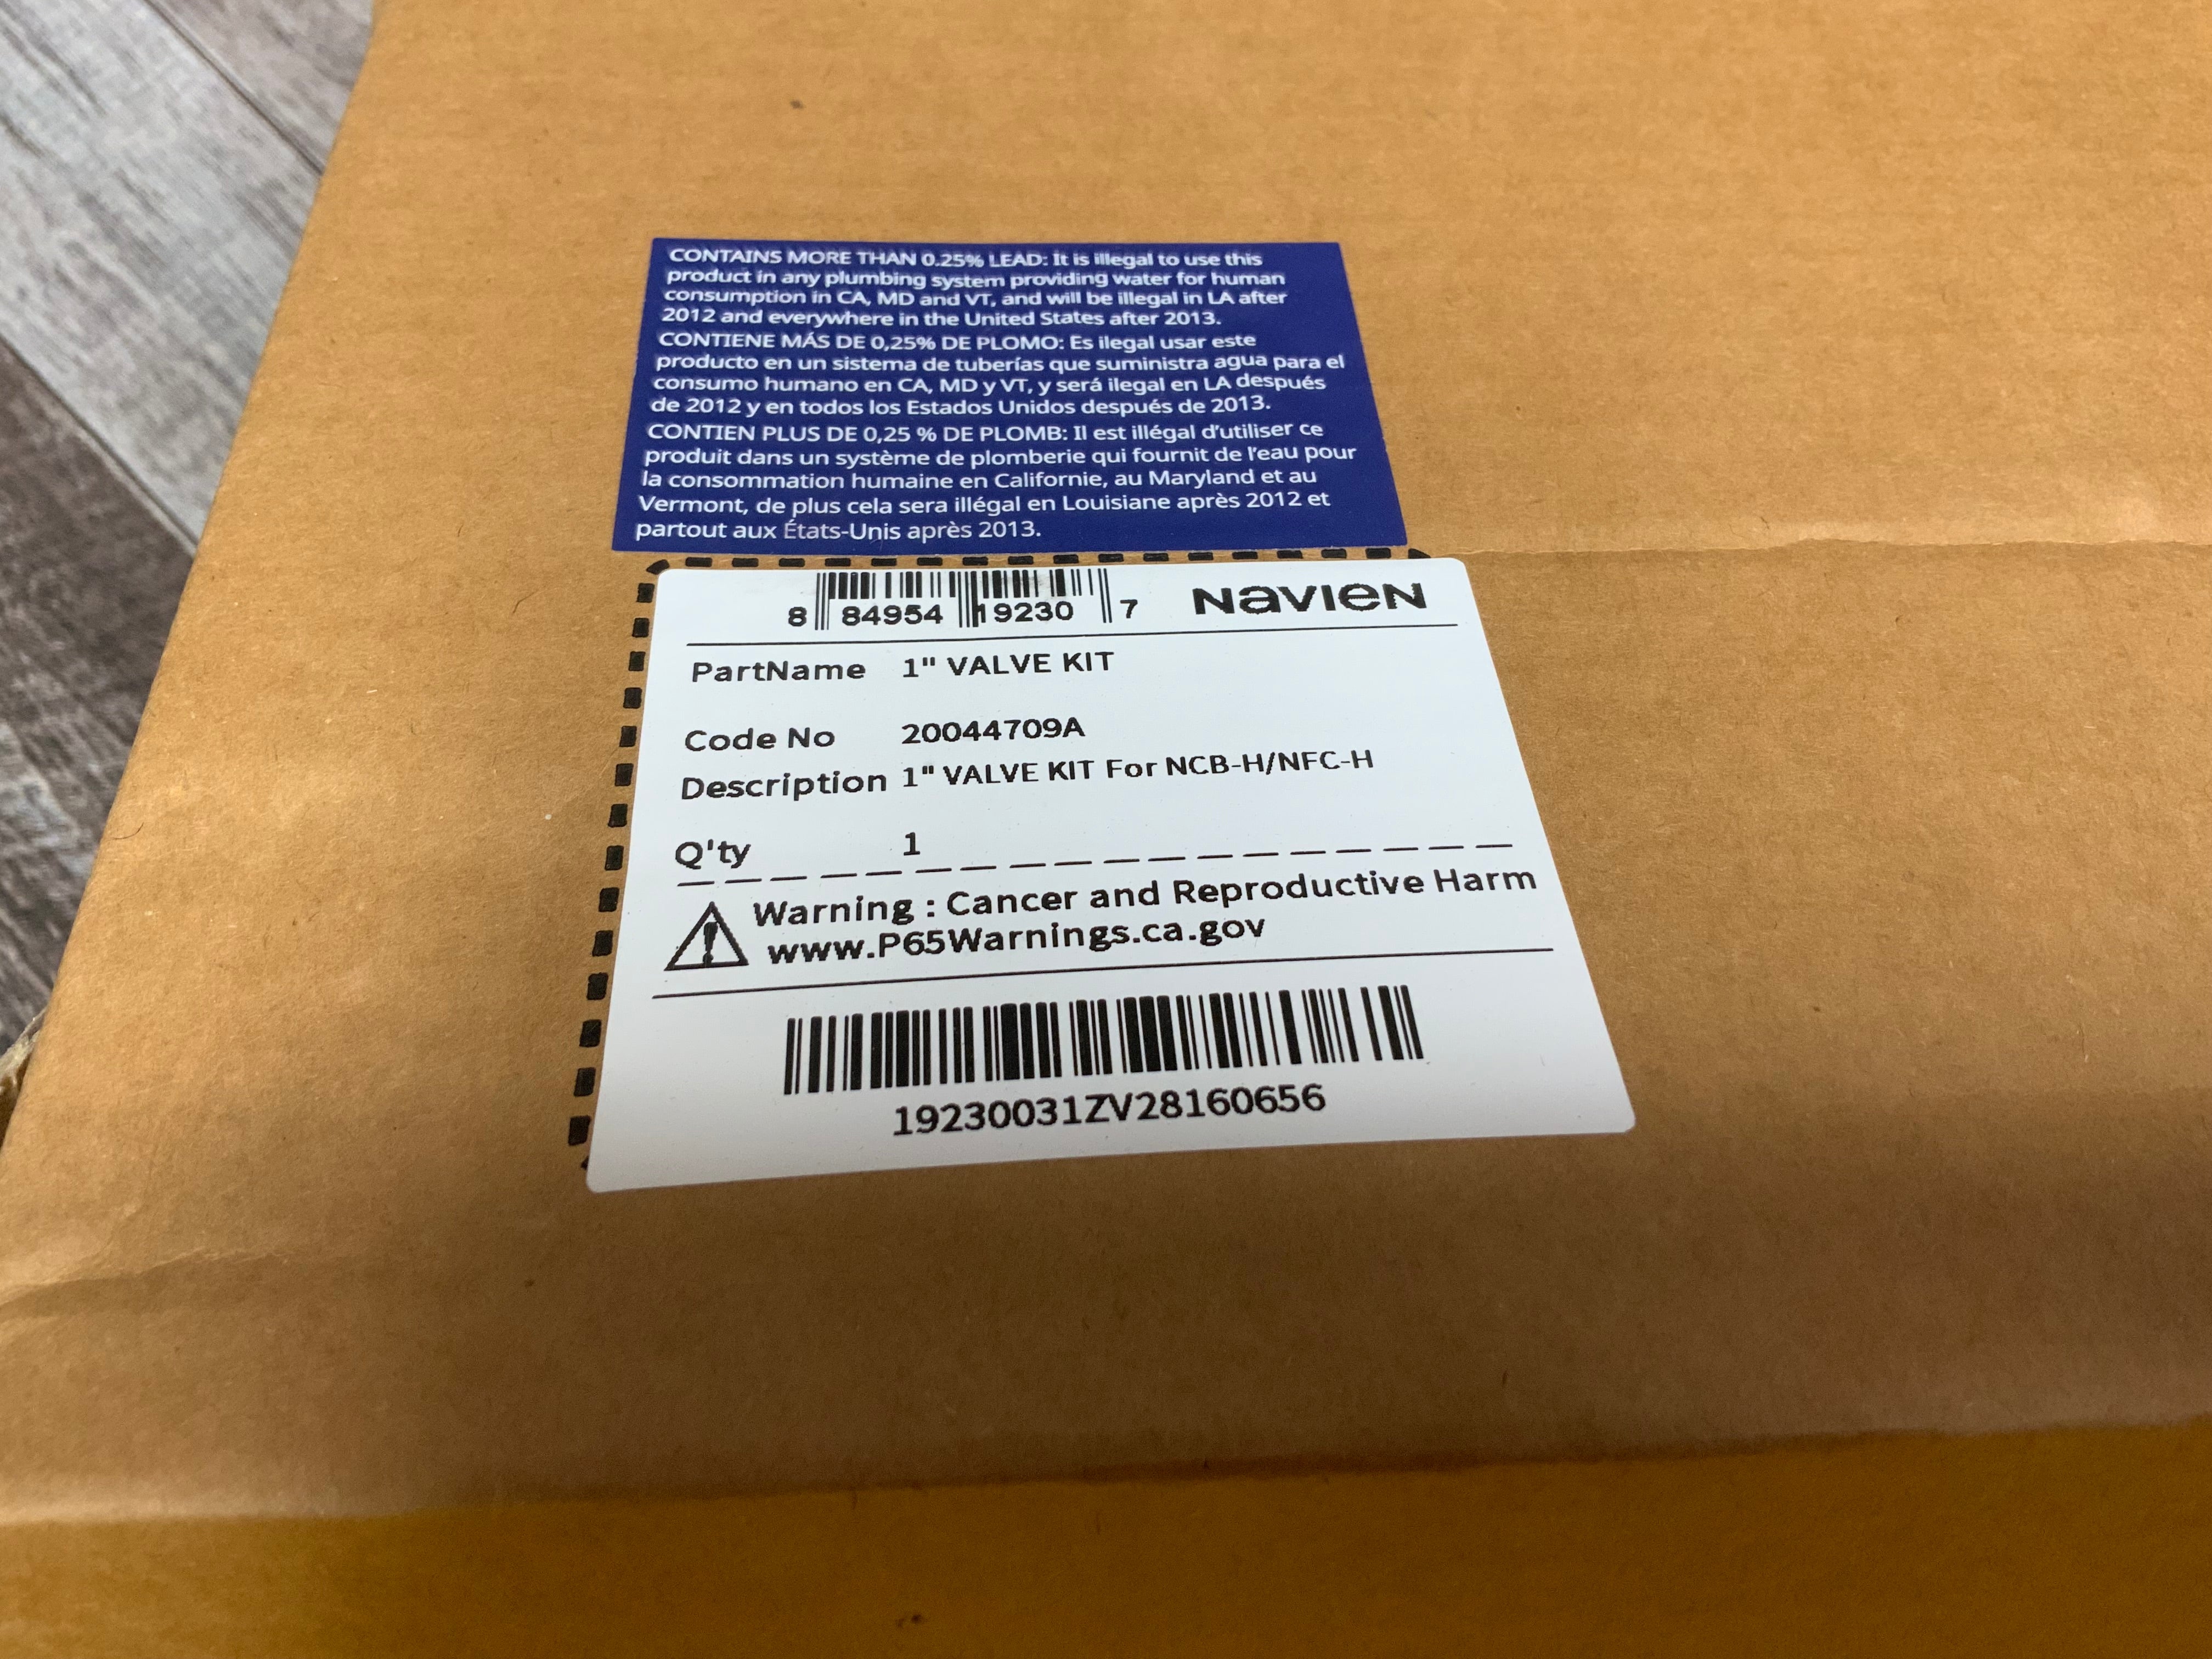 CONTAINS MORE THAN 0.25% LEAD: It is illegal to use this
product in any plumbing system providing water for human
consumption in CA, MD and VT, and will be illegal in LA after
2012 and everywhere in the United States after 2013.
CONTIENE MÁS DE 0,25% DE PLOMO: Es ilegal usar este
producto en un sistema de tuberías que suministra agua para el
consumo humano en CA, MD y VT, y será ilegal en LA después
de 2012 y en todos los Estados Unidos después de 2013.
CONTIEN PLUS DE 0,25 % DE PLOMB: Il est illégal d'utiliser ce
produit dans un système de plomberie qui fournit de l'eau pour
la consommation humaine en Californie, au Maryland et au
Vermont, de plus cela sera illégal en Louisiane après 2012 et
partout aux États-Unis après 2013.
8 84954 19230 7 NAVIEN
PartName 1" VALVE KIT
Code No 20044709A
Description 1" VALVE KIT For NCB-H/NFC-H
Q'ty 1
Warning : Cancer and Reproductive Harm
www.P65Warnings.ca.gov
19230031ZV28160656